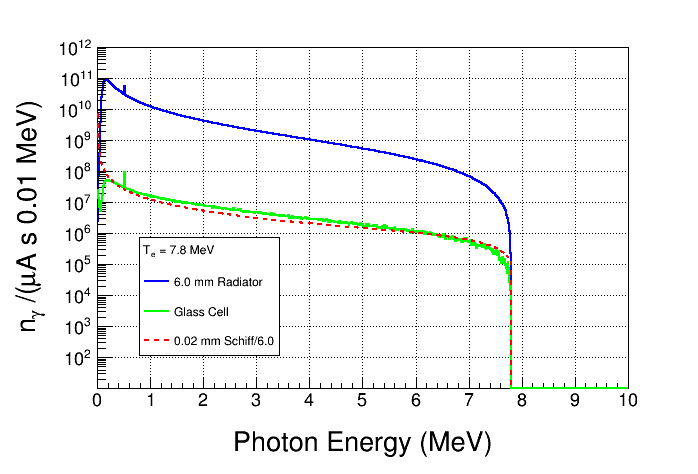 10^12
10^11
10^10
10^9
10^8
10^7
10^6
10^5
10^4
10^3
10^2
n_γ /(μA s 0.01 MeV)
T_e = 7.8 MeV
6.0 mm Radiator
Glass Cell
0.02 mm Schiff/6.0
0 1 2 3 4 5 6 7 8 9 10
Photon Energy (MeV)